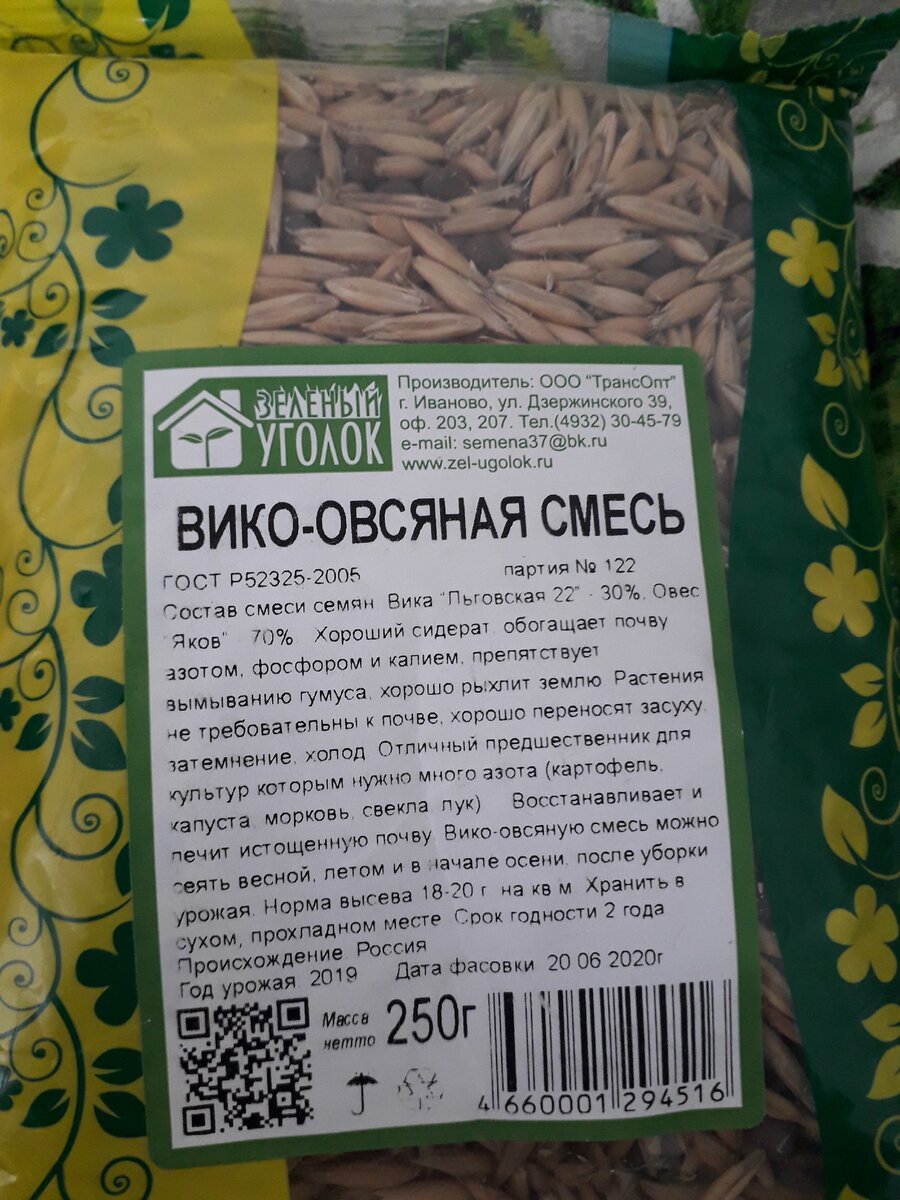 ЗЕЛЕНЫЙ
УГОЛОК
Производитель: ООО "ТрансОпт"
г. Иваново, ул. Дзержинского 39,
оф. 203, 207. Тел.(4932) 30-45-79
e-mail: semena37@bk.ru
www.zel-ugolok.ru
ВИКО-ОВСЯНАЯ СМЕСЬ
ГОСТ Р52325-2005 партия № 122
Состав смеси семян Вика "Льговская 22" - 30%, Овес
"Яков" 70% Хороший сидерат, обогащает почву
азотом, фосфором и калием, препятствует
вымыванию гумуса, хорошо рыхлит землю Растения
не требовательны к почве, хорошо переносят засуху,
затемнение, холод Отличный предшественник для
культур которым нужно много азота (картофель,
капуста, морковь, свекла лук) Восстанавливает и
лечит истощенную почву Вико-овсяную смесь можно
сеять весной, летом и в начале осени, после уборки
урожая. Норма высева 18-20 г. на кв м. Хранить в
сухом, прохладном месте Срок годности 2 года
Происхождение Россия
Год урожая 2019 Дата фасовки 20 06 2020г
Масса
нетто 250г
4 660001 294516